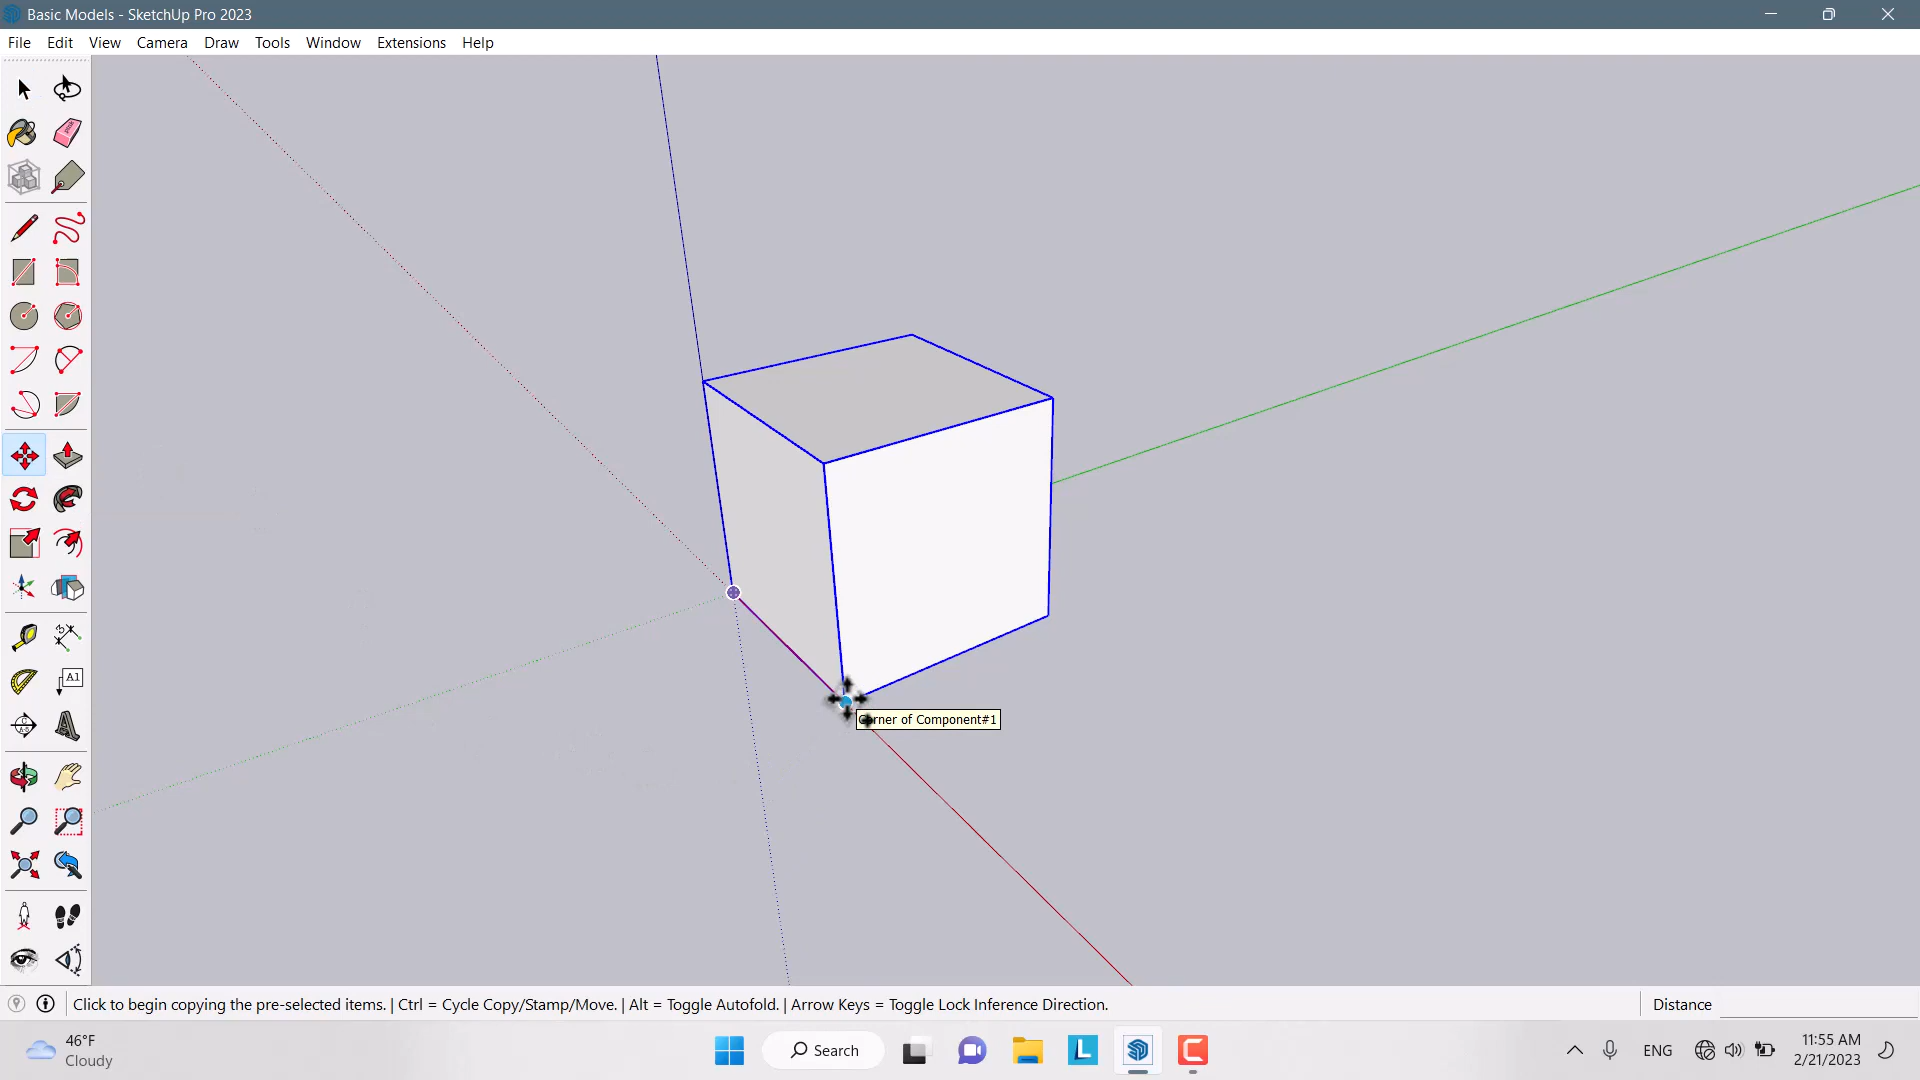 Basic Models - SketchUp Pro 2023
File Edit View Camera Draw Tools Window Extensions Help
A1
Corner of Component#1
Click to begin copying the pre-selected items. | Ctrl = Cycle Copy/Stamp/Move. | Alt = Toggle Autofold. | Arrow Keys = Toggle Lock Inference Direction.
Distance
46°F
Cloudy
Search
L
C
ENG
11:55 AM
2/21/2023